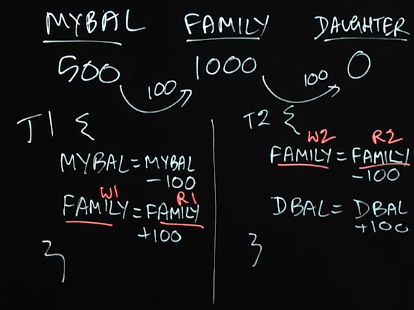 MYBAL FAMILY DAUGHTER
500 1000 0
100 100
T1 {
MYBAL = MYBAL
- 100
W1 R1
FAMILY = FAMILY
+100
}
T2 {
W2 R2
FAMILY = FAMILY
- 100
DBAL = DBAL
+100
}